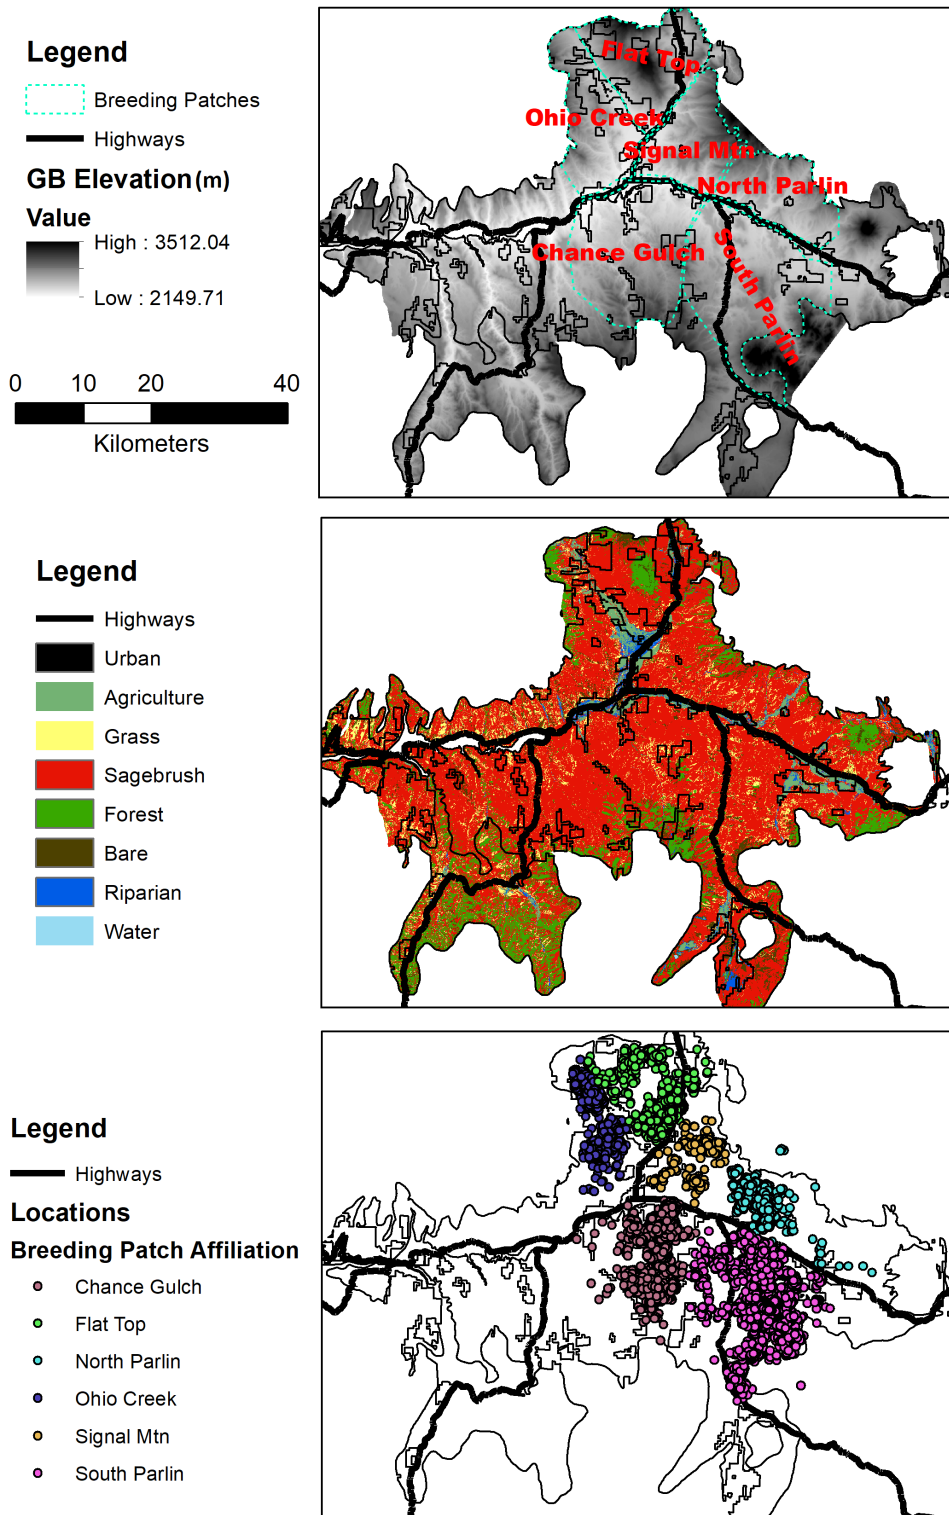 Legend
Breeding Patches
Highways
GB Elevation (m)
Value
High : 3512.04
Low : 2149.71
0 10 20 40
Kilometers
Flat Top
Ohio Creek
Signal Mtn
North Parlin
Chance Gulch
South Parlin
Legend
Highways
Urban
Agriculture
Grass
Sagebrush
Forest
Bare
Riparian
Water
Legend
Highways
Locations
Breeding Patch Affiliation
Chance Gulch
Flat Top
North Parlin
Ohio Creek
Signal Mtn
South Parlin